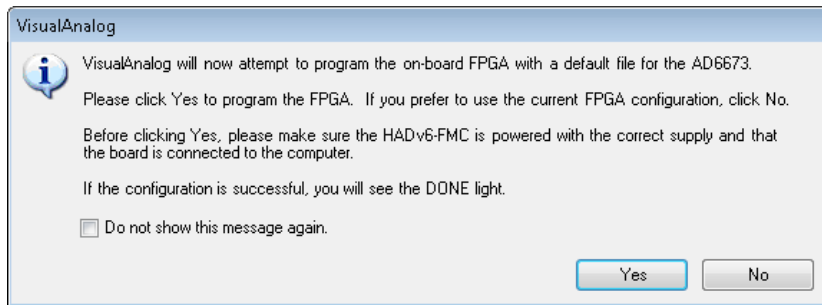 VisualAnalog
VisualAnalog will now attempt to program the on-board FPGA with a default file for the AD6673.
Please click Yes to program the FPGA. If you prefer to use the current FPGA configuration, click No.
Before clicking Yes, please make sure the HADv6-FMC is powered with the correct supply and that
the board is connected to the computer.
If the configuration is successful, you will see the DONE light.
Do not show this message again.
Yes No